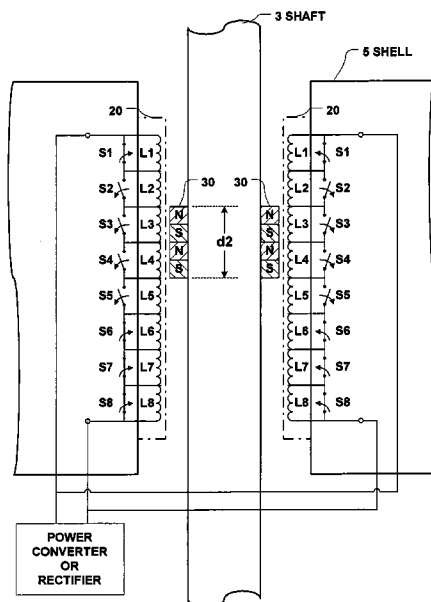 3 SHAFT
5 SHELL
20 20
S1 L1 L1 S1
S2 L2 30 30 L2 S2
S3 L3 N N L3 S3
S S
d2
S4 L4 N N L4 S4
S S
S5 L5 L5 S5
S6 L6 L6 S6
S7 L7 L7 S7
S8 L8 L8 S8
POWER
CONVERTER
OR
RECTIFIER